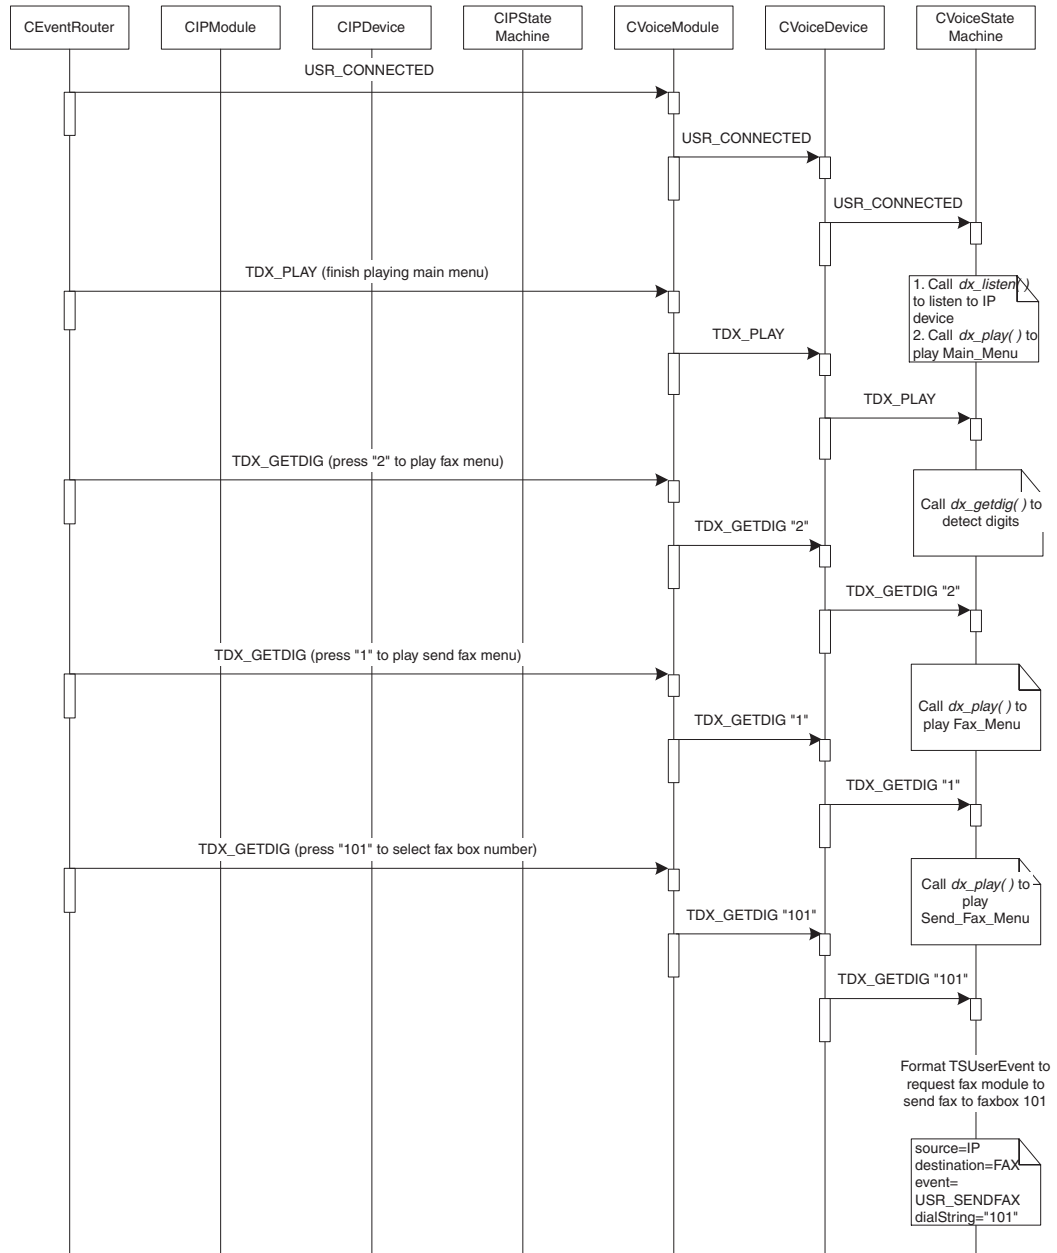 CEventRouter
CIPModule
CIPDevice
CIPState
Machine
CVoiceModule
CVoiceDevice
CVoiceState
Machine
USR_CONNECTED
USR_CONNECTED
USR_CONNECTED
TDX_PLAY (finish playing main menu)
1. Call dx_listen( )
to listen to IP
device
2. Call dx_play( ) to
play Main_Menu
TDX_PLAY
TDX_PLAY
TDX_GETDIG (press "2" to play fax menu)
Call dx_getdig( ) to
detect digits
TDX_GETDIG "2"
TDX_GETDIG "2"
TDX_GETDIG (press "1" to play send fax menu)
Call dx_play( ) to
play Fax_Menu
TDX_GETDIG "1"
TDX_GETDIG "1"
TDX_GETDIG (press "101" to select fax box number)
Call dx_play( ) to
play
Send_Fax_Menu
TDX_GETDIG "101"
TDX_GETDIG "101"
Format TSUserEvent to
request fax module to
send fax to faxbox 101
source=IP
destination=FAX
event=
USR_SENDFAX
dialString="101"